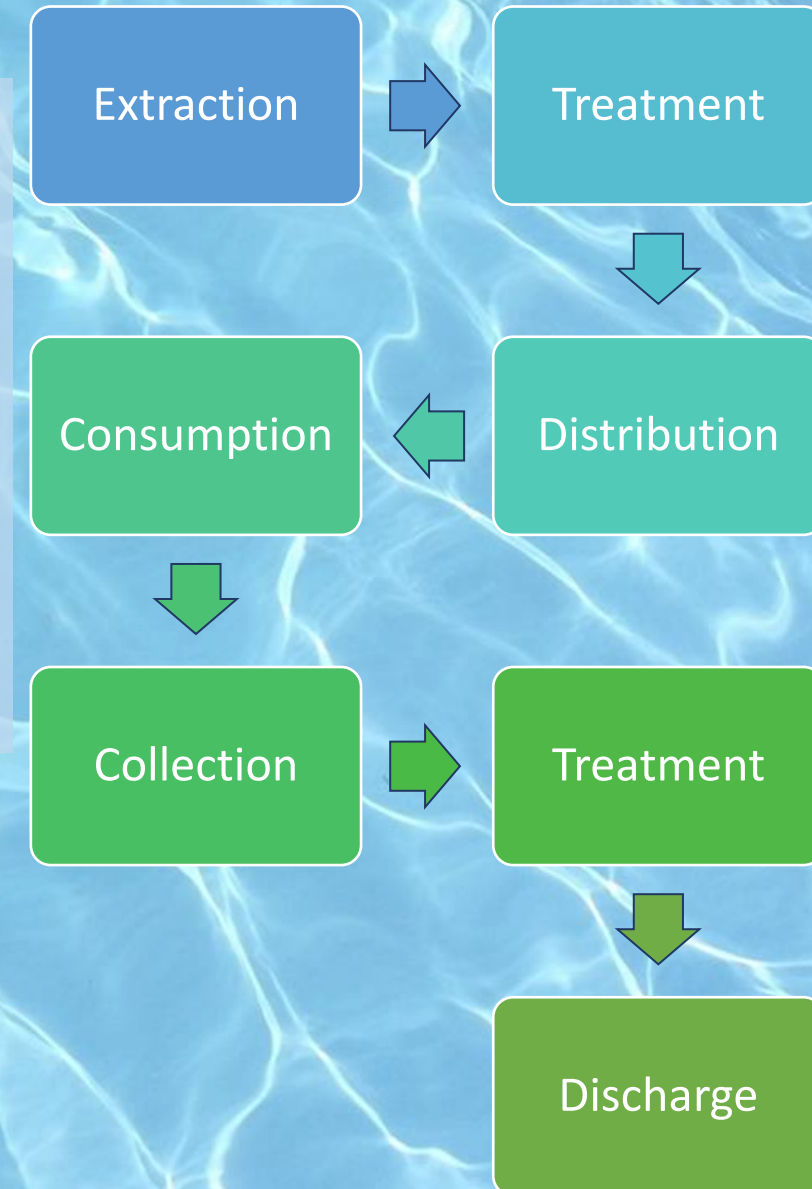 Extraction
Treatment
Distribution
Consumption
Collection
Treatment
Discharge